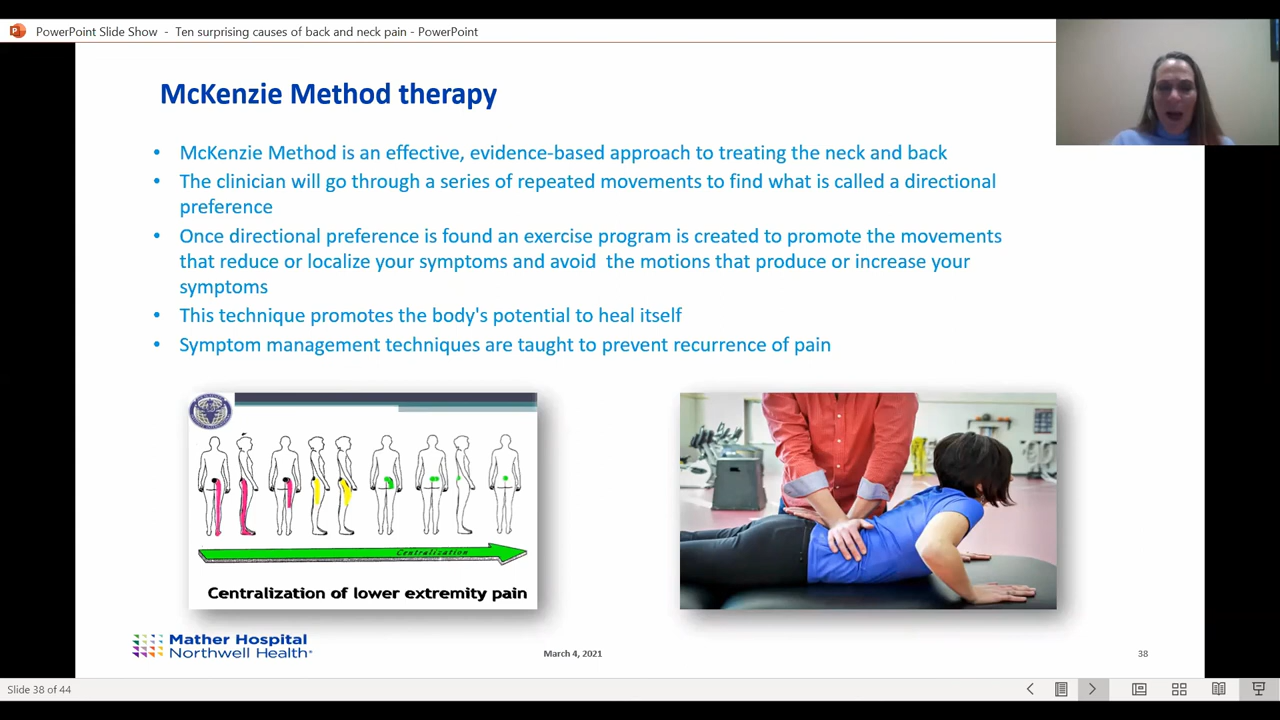 PowerPoint Slide Show - Ten surprising causes of back and neck pain - PowerPoint
McKenzie Method therapy
• McKenzie Method is an effective, evidence-based approach to treating the neck and back
• The clinician will go through a series of repeated movements to find what is called a directional
preference
• Once directional preference is found an exercise program is created to promote the movements
that reduce or localize your symptoms and avoid the motions that produce or increase your
symptoms
• This technique promotes the body's potential to heal itself
• Symptom management techniques are taught to prevent recurrence of pain
Centralization
Centralization of lower extremity pain
Mather Hospital
Northwell Health
March 4, 2021
38
Slide 38 of 44